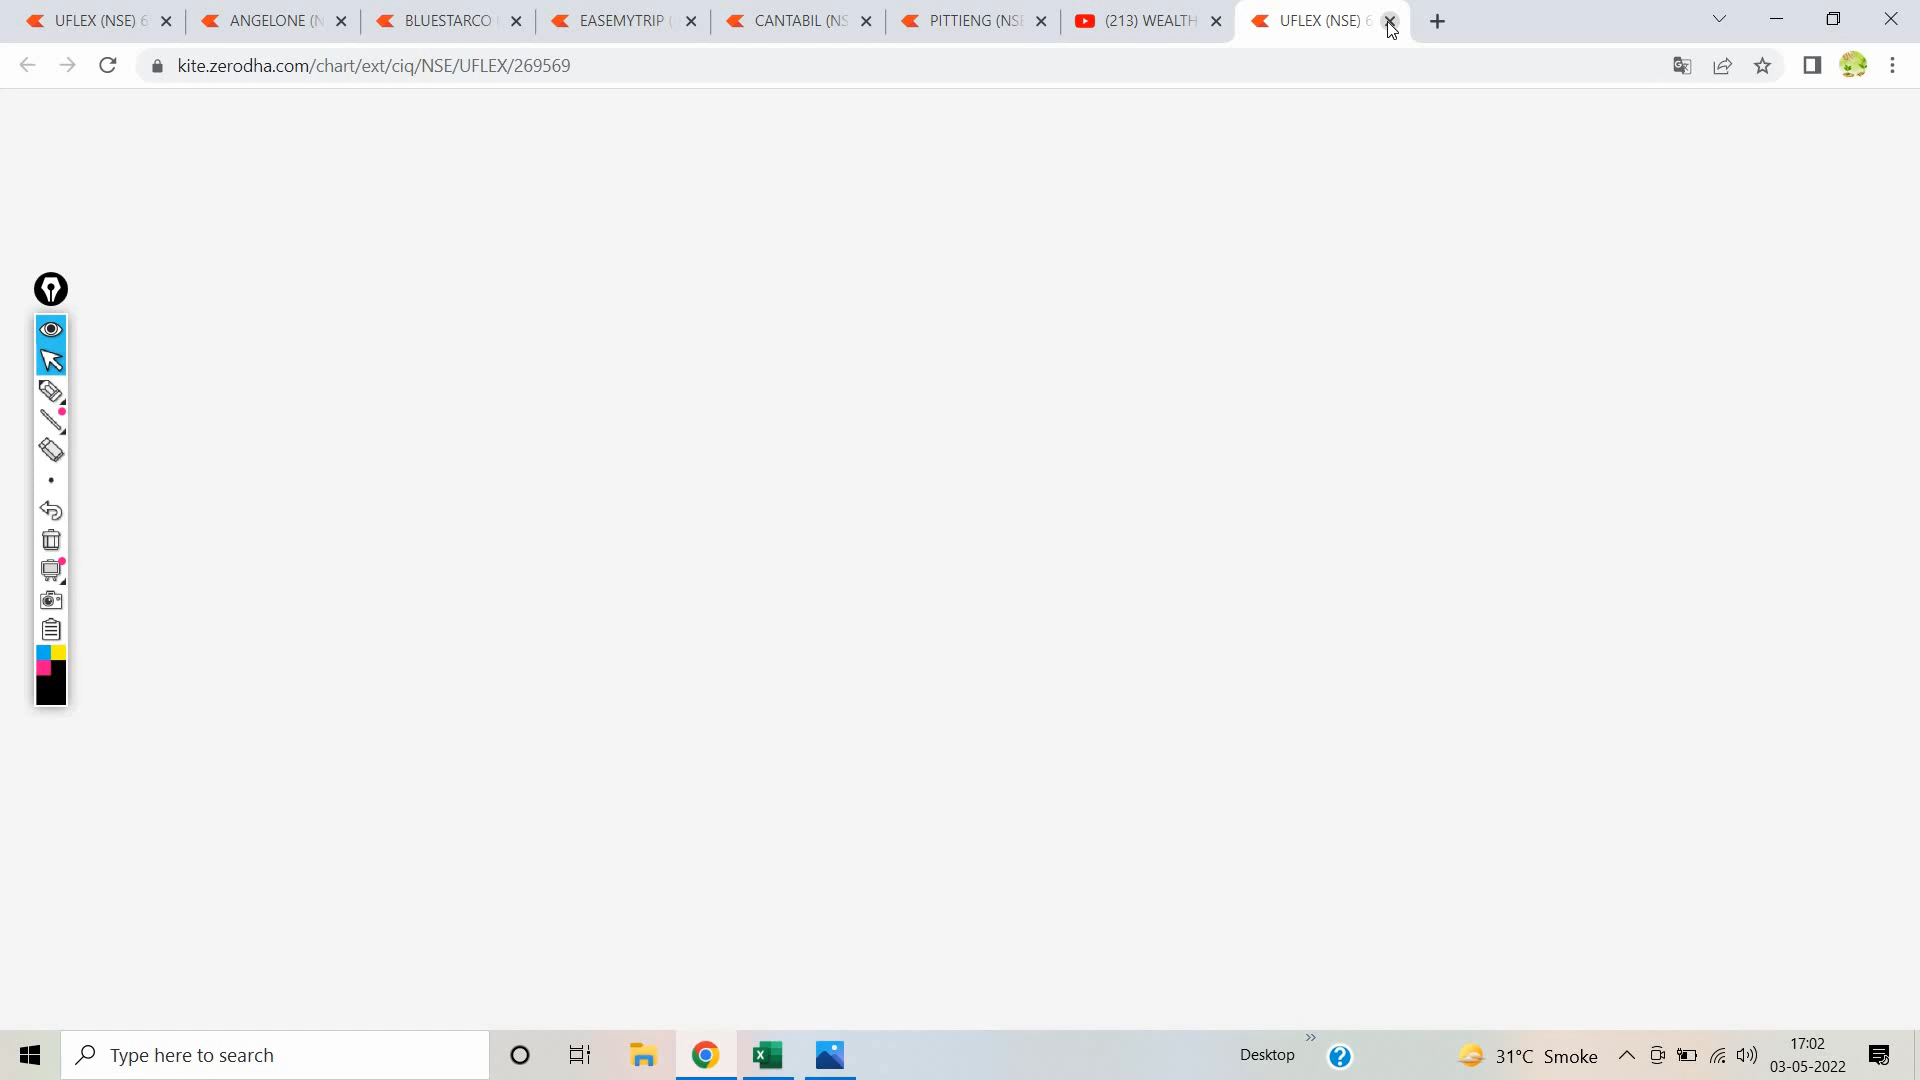 UFLEX (NSE) 6
ANGELONE (N
BLUESTARCO
EASEMYTRIP (
CANTABIL (NS
PITTIENG (NSE
(213) WEALTH
UFLEX (NSE) 6
kite.zerodha.com/chart/ext/ciq/NSE/UFLEX/269569
Type here to search
Desktop
31°C Smoke
17:02
03-05-2022